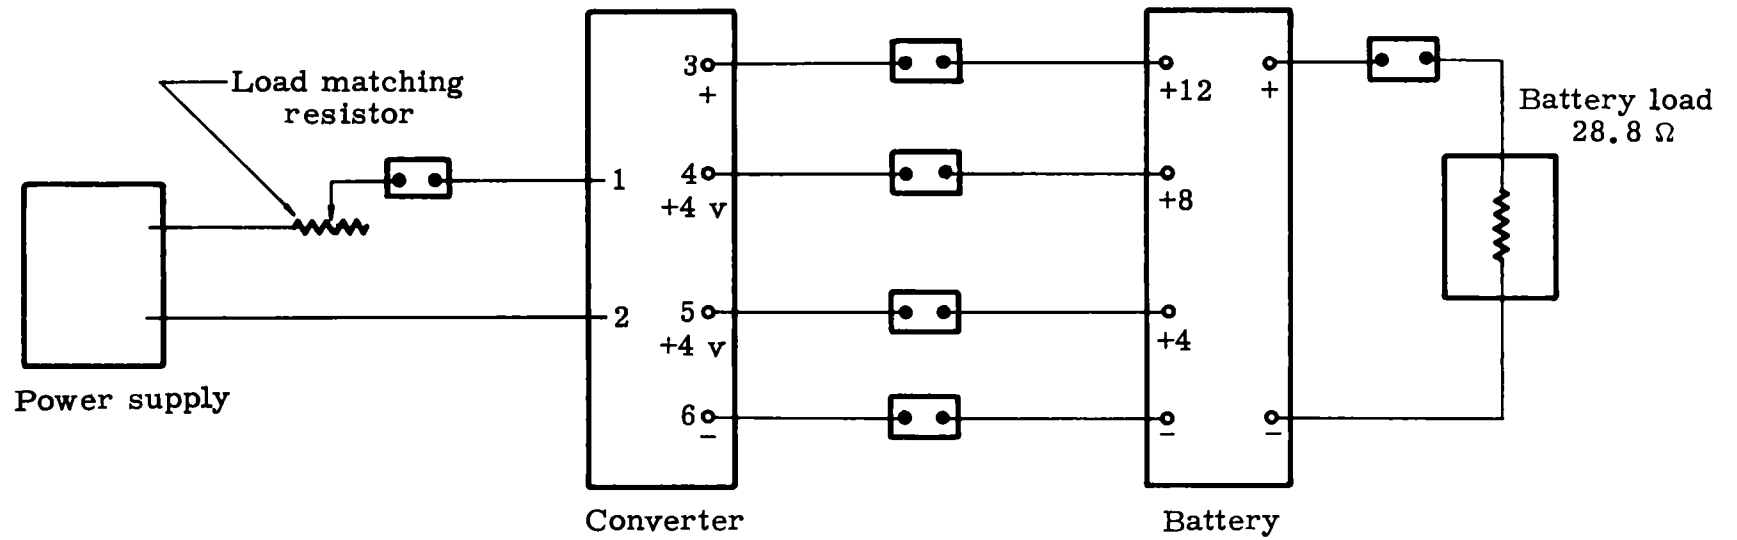 Load matching
resistor
Power supply
1
2
3
+
4
+4 v
5
+4 v
6
−
Converter
+12
+8
+4
−
+
−
Battery
Battery load
28.8 Ω